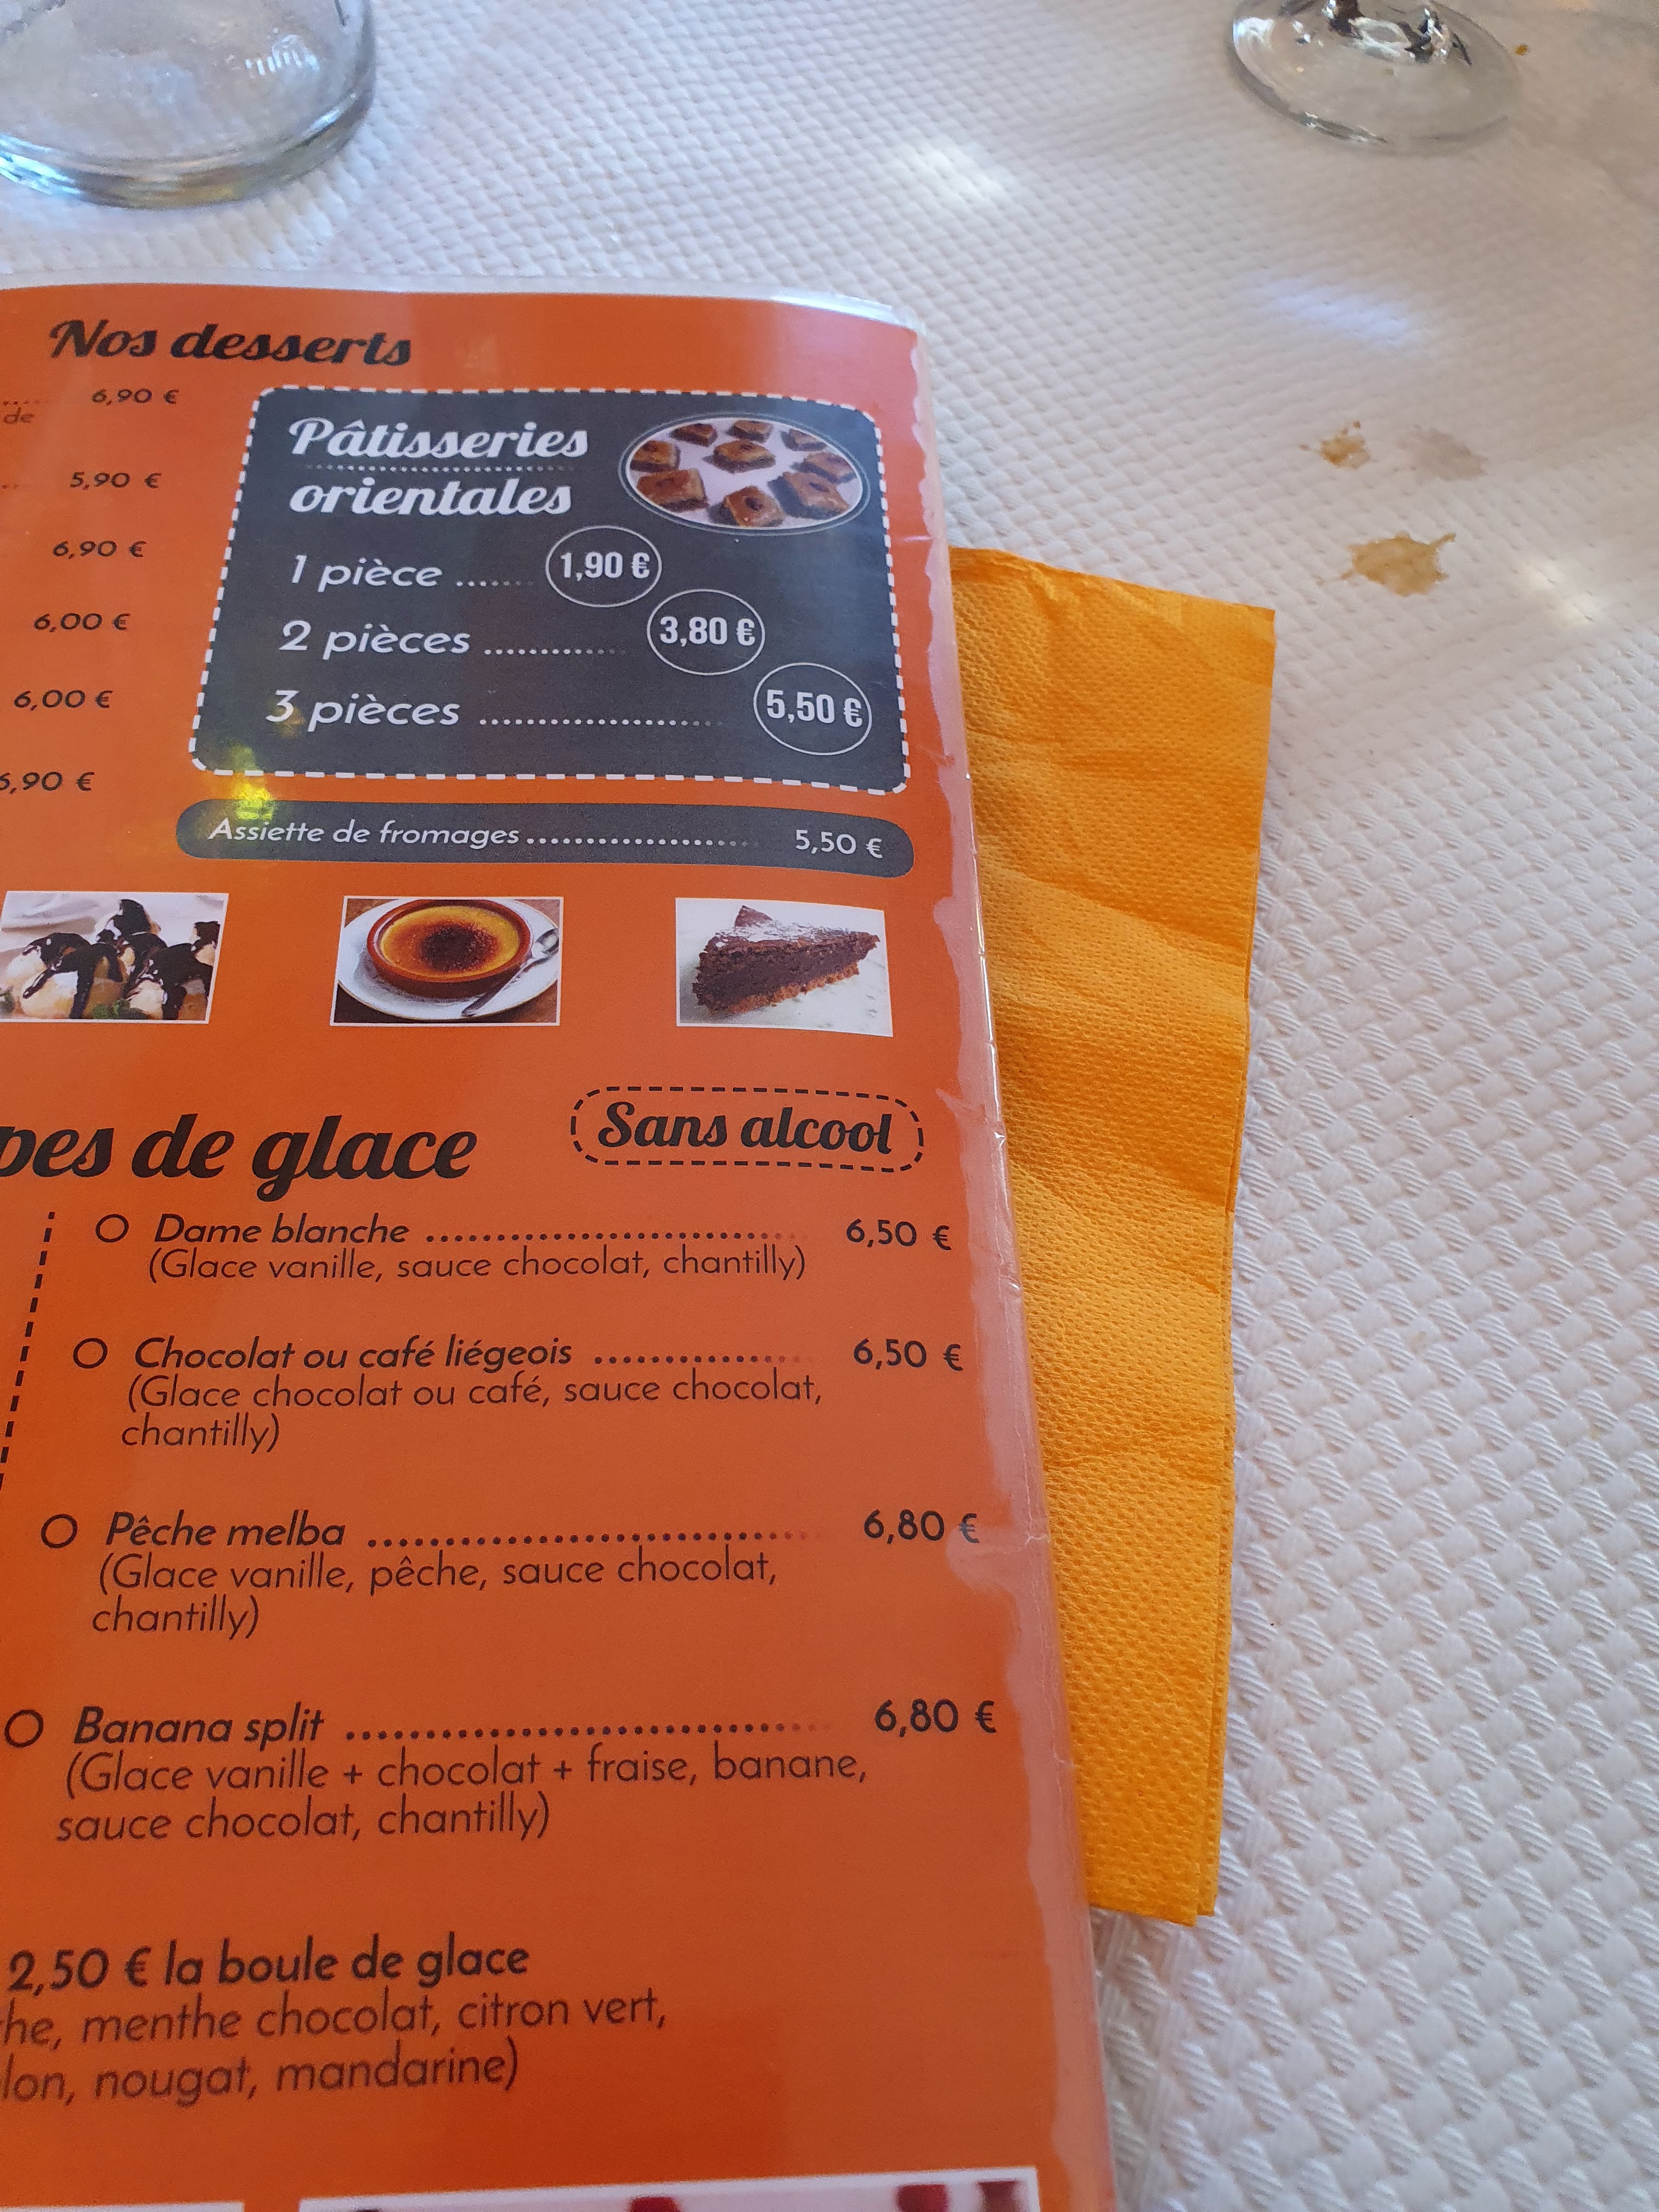 Nos desserts
6,90 €
de
5,90 €
6,90 €
6,00 €
6,00 €
6,90 €
Pâtisseries
orientales
1 pièce ...... 1,90 €
2 pièces ............. 3,80 €
3 pièces ...................... 5,50 €
Assiette de fromages ..................... 5,50 €
de glace
Sans alcool
Dame blanche .......................... 6,50 €
(Glace vanille, sauce chocolat, chantilly)
Chocolat ou café liégeois ............... 6,50 €
(Glace chocolat ou café, sauce chocolat,
chantilly)
Pêche melba ............................... 6,80 €
(Glace vanille, pêche, sauce chocolat,
chantilly)
Banana split ............................... 6,80 €
(Glace vanille + chocolat + fraise, banane,
sauce chocolat, chantilly)
2,50 € la boule de glace
menthe chocolat, citron vert,
nougat, mandarine)